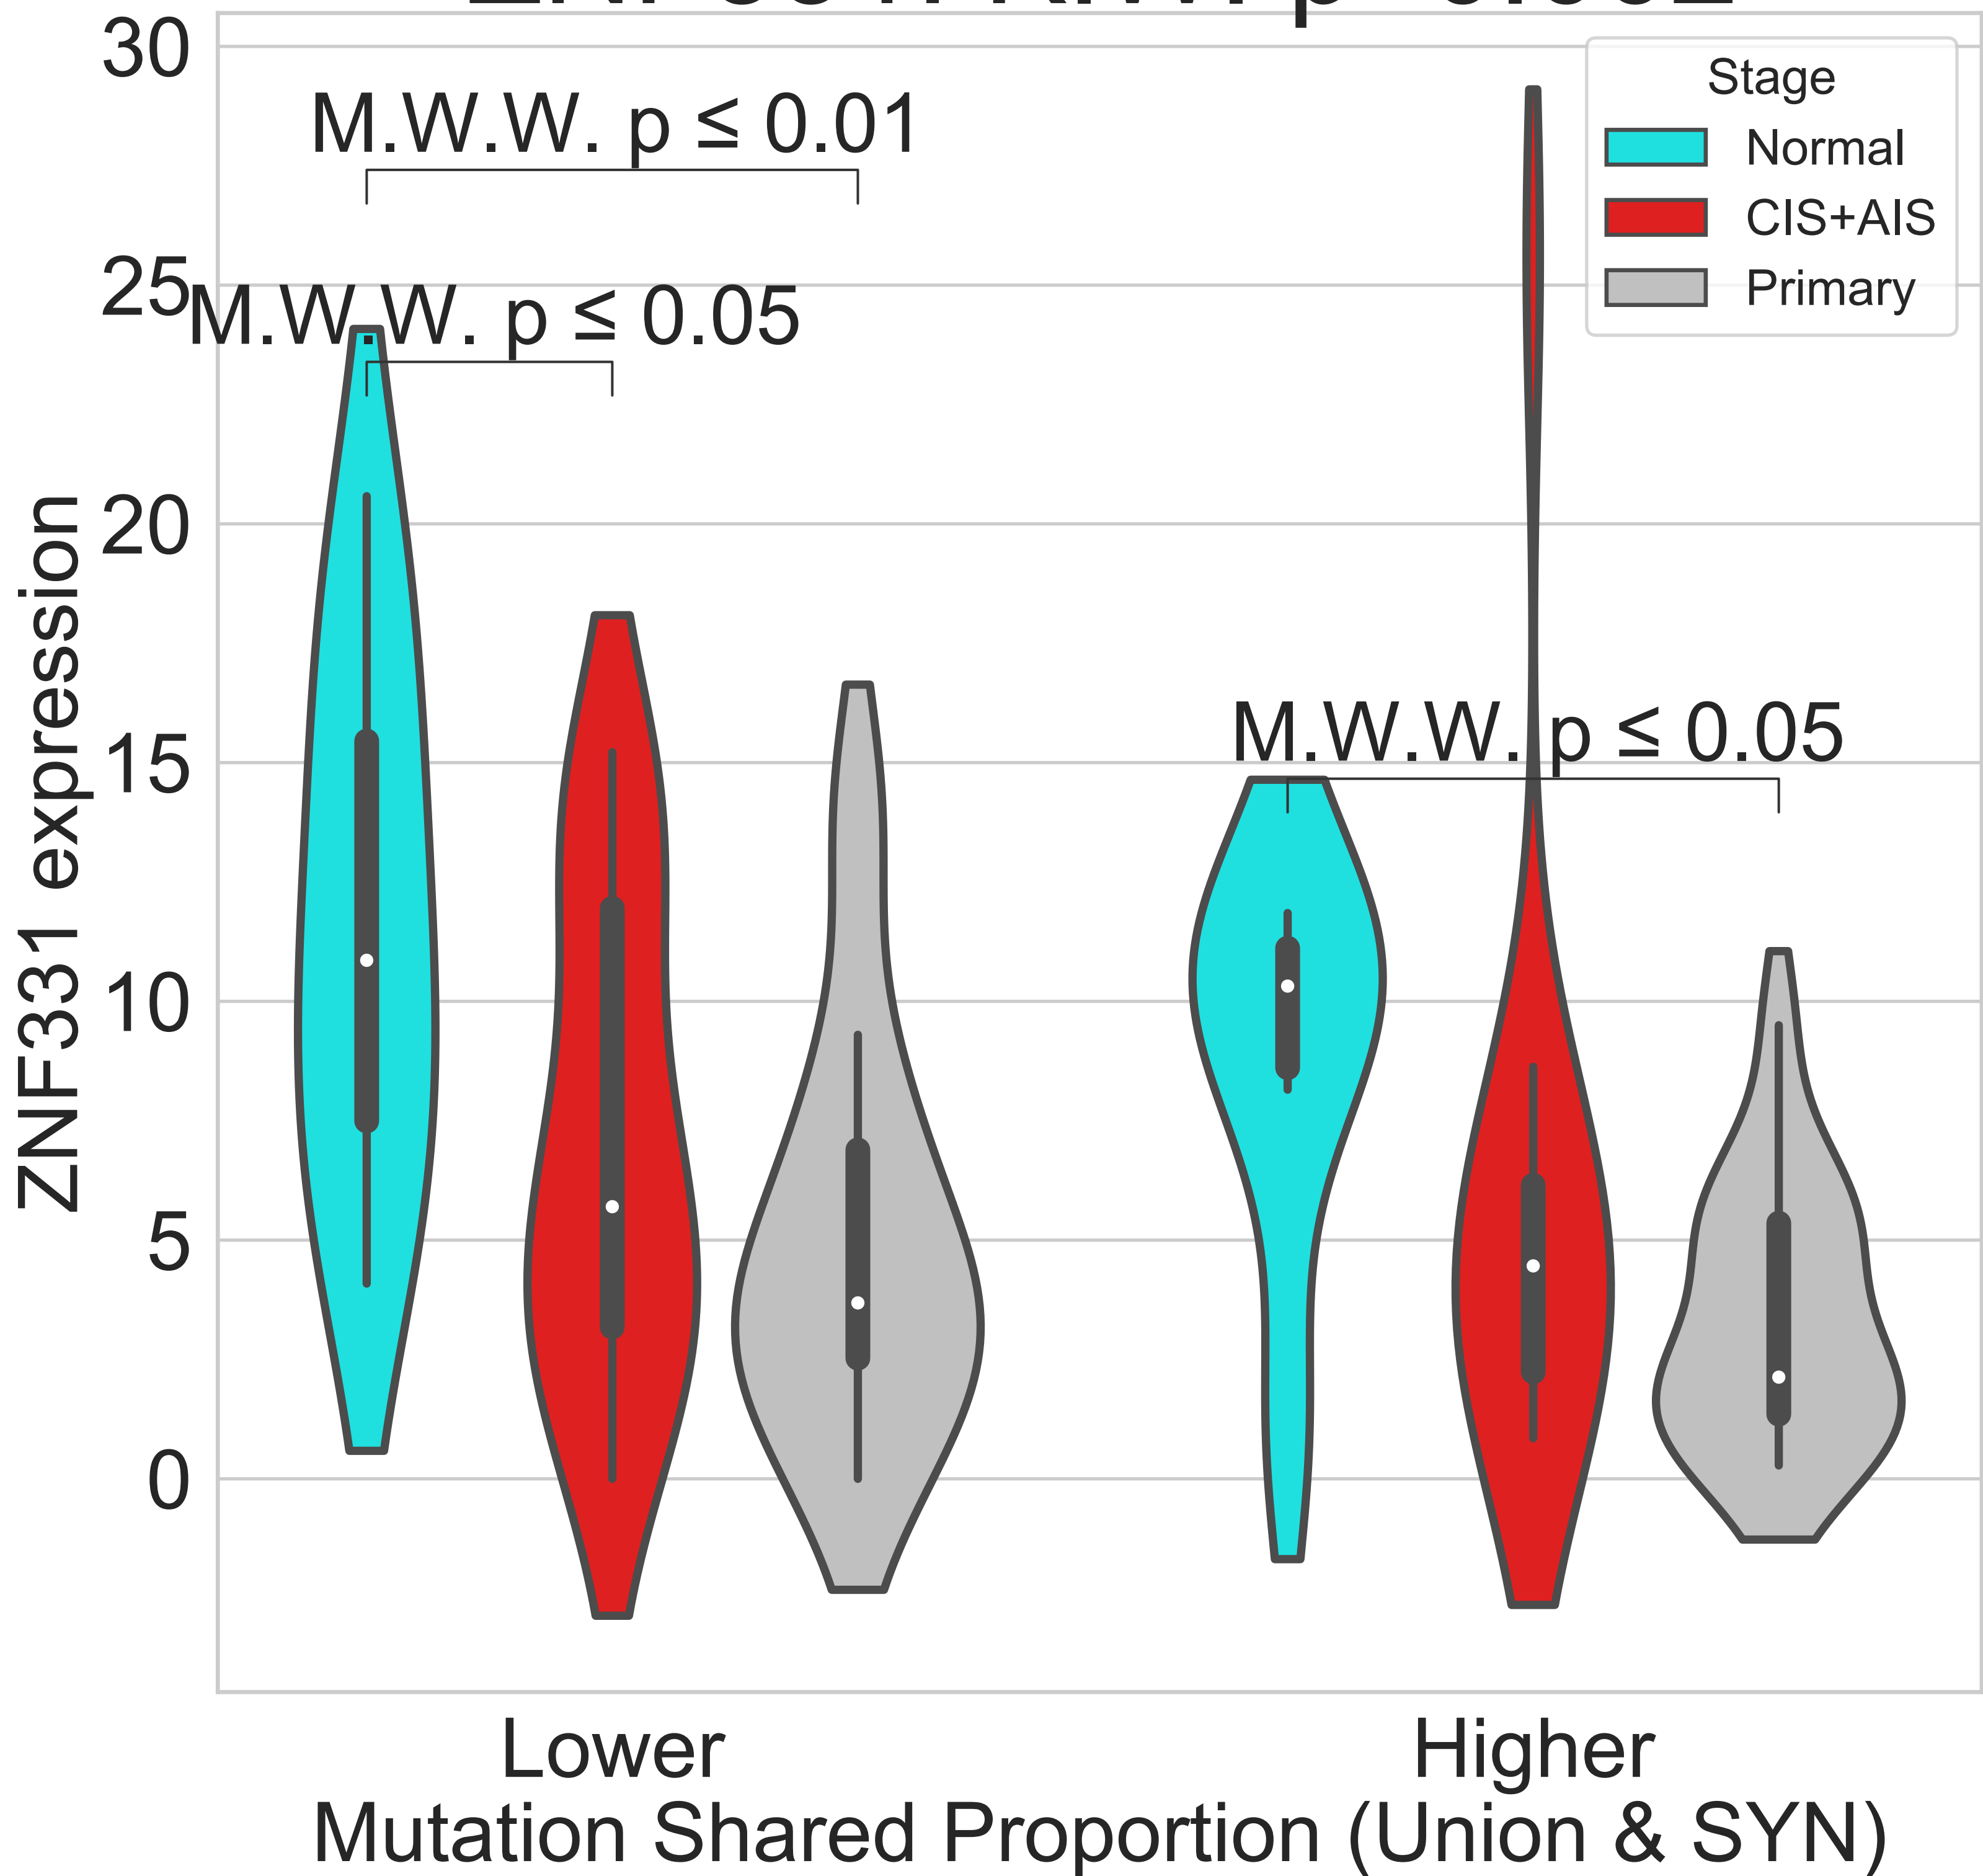 30
25
20
15
10
5
0
ZNF331 expression
M.W.W. p ≤ 0.01
M.W.W. p ≤ 0.05
M.W.W. p ≤ 0.05
Stage
Normal
CIS+AIS
Primary
Lower
Higher
Mutation Shared Proportion (Union & SYN)